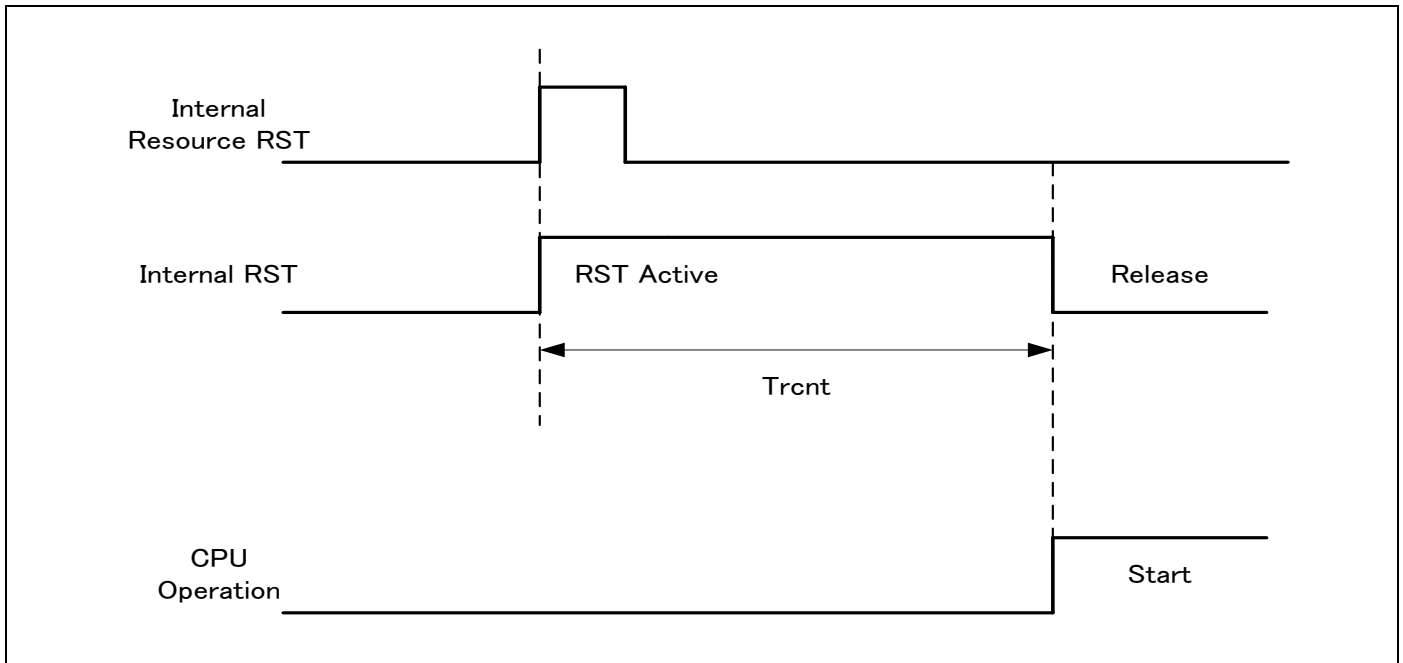 Internal
Resource RST
Internal RST
RST Active
Release
Trcnt
CPU
Operation
Start